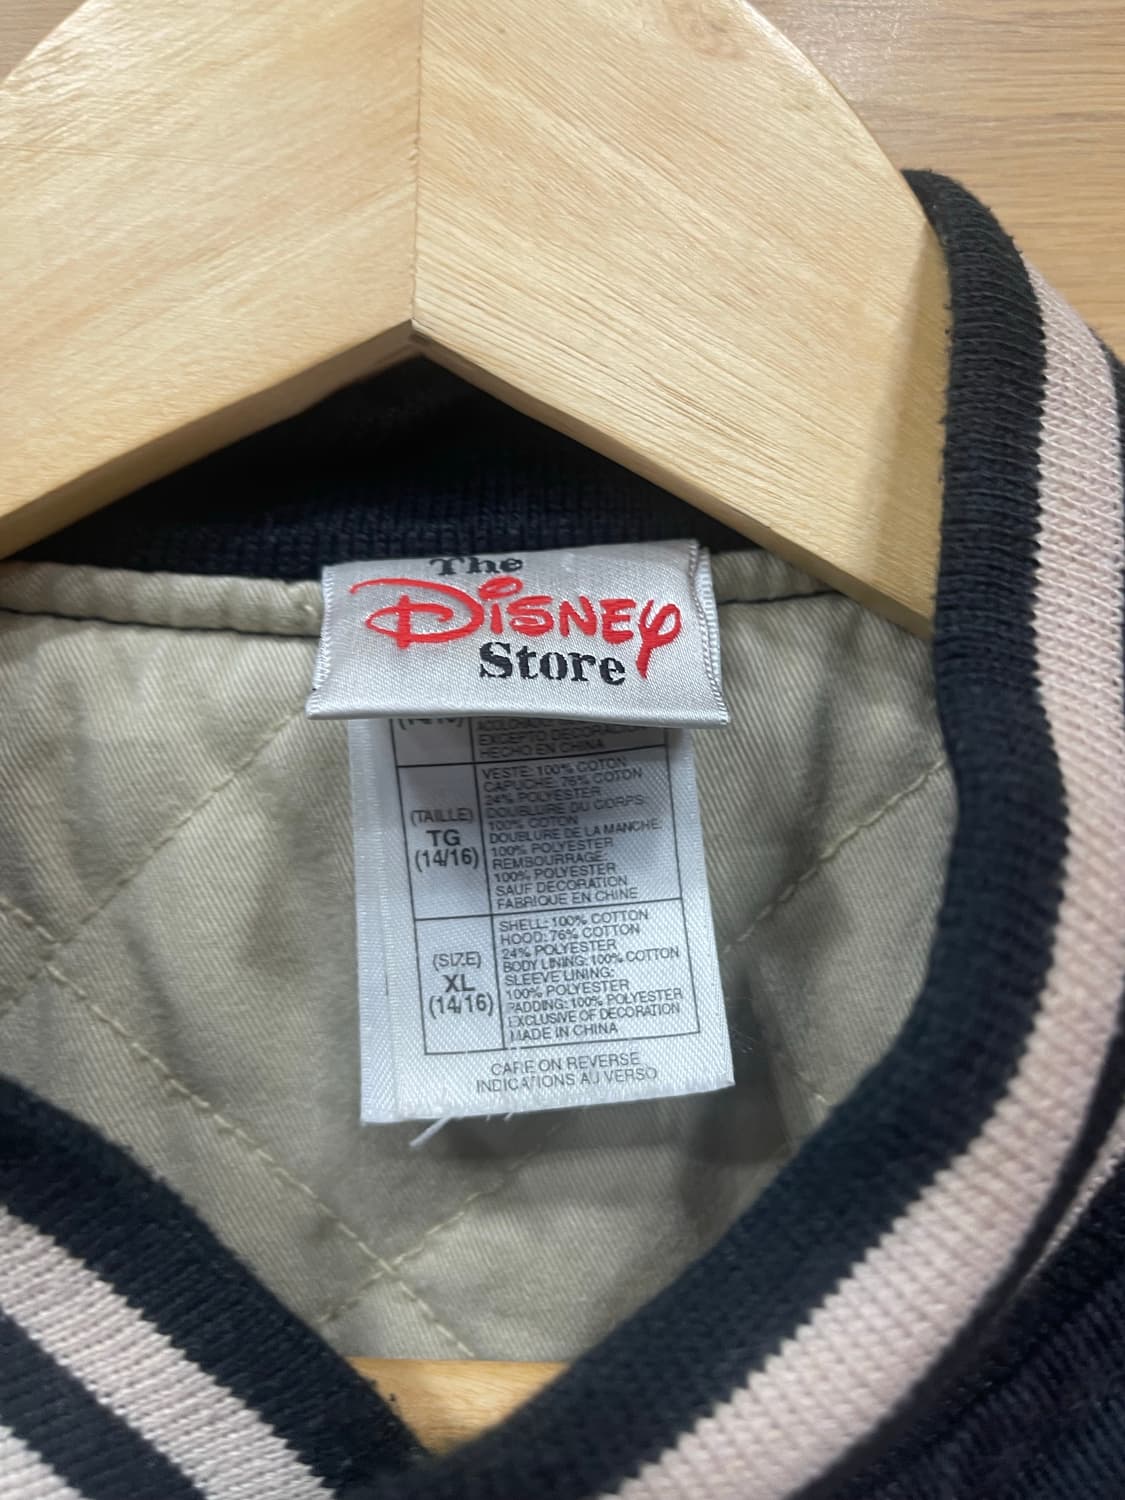 The
Disney
Store
EXCEPTO DECORACIÓN
HECHO EN CHINA
(TAILLE)
TG
(14/16)
VESTE: 100% COTON
CAPUCHE: 76% COTON
24% POLYESTER
DOUBLURE DU CORPS:
100% COTON
DOUBLURE DE LA MANCHE:
100% POLYESTER
REMBOURRAGE:
100% POLYESTER
SAUF DECORATION
FABRIQUE EN CHINE
(SIZE)
XL
(14/16)
SHELL: 100% COTTON
HOOD: 76% COTTON
24% POLYESTER
BODY LINING: 100% COTTON
SLEEVE LINING:
100% POLYESTER
PADDING: 100% POLYESTER
EXCLUSIVE OF DECORATION
MADE IN CHINA
CARE ON REVERSE
INDICATIONS AU VERSO